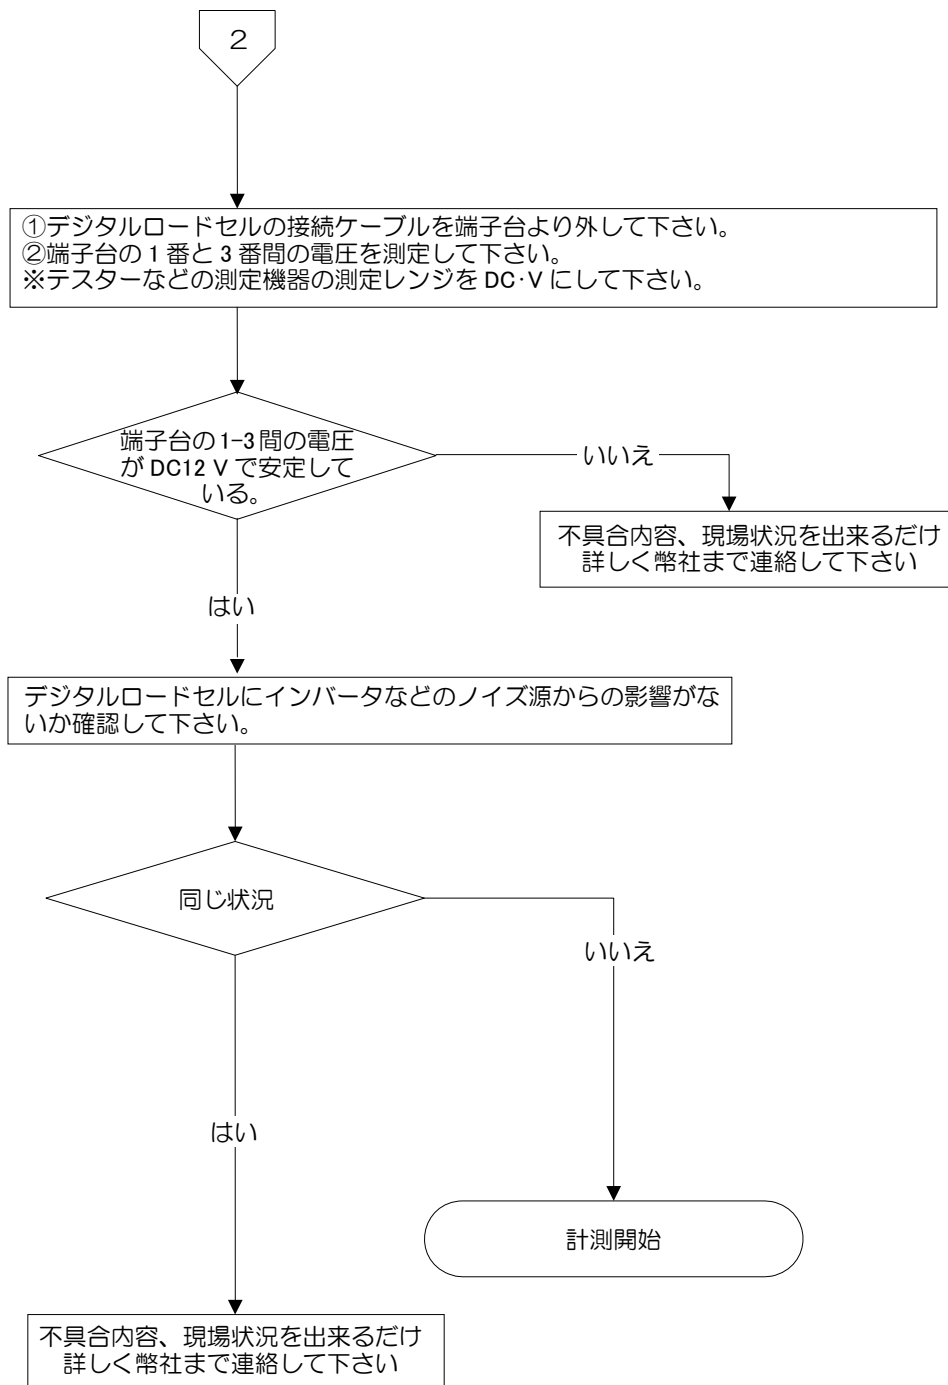 2
①デジタルロードセルの接続ケーブルを端子台より外して下さい。
②端子台の1番と3番間の電圧を測定して下さい。
※テスターなどの測定機器の測定レンジをDC·Vにして下さい。
端子台の1-3間の電圧
がDC12 Vで安定して
いる。
いいえ
不具合内容、現場状況を出来るだけ
詳しく幣社まで連絡して下さい
はい
デジタルロードセルにインバータなどのノイズ源からの影響がな
いか確認して下さい。
同じ状況
いいえ
はい
計測開始
不具合内容、現場状況を出来るだけ
詳しく幣社まで連絡して下さい